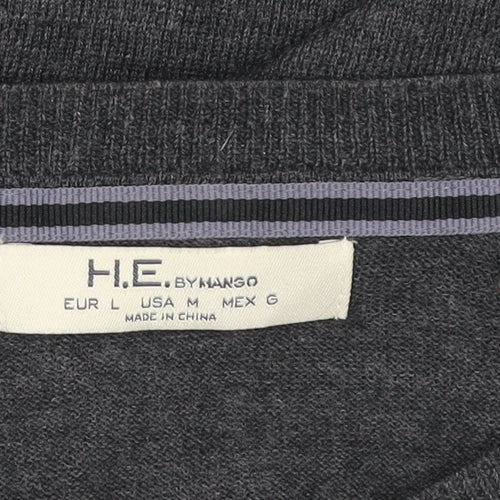 H.E. BY MANGO
EUR L USA M MEX G
MADE IN CHINA